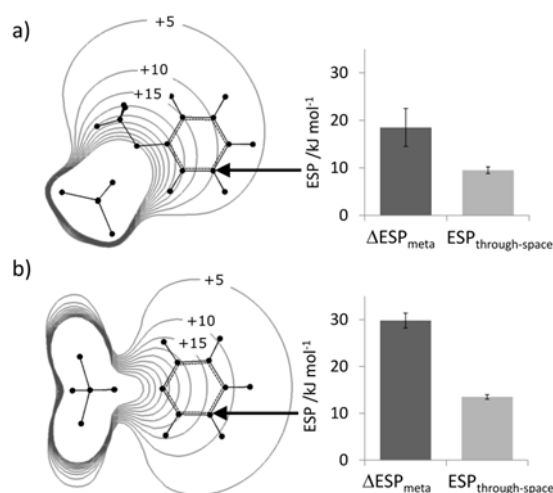 a)
+5
+10
+15
ESP /kJ mol-1
30
20
10
0
ΔESPmeta
ESPthrough-space
b)
+5
+10
+15
ESP /kJ mol-1
30
20
10
0
ΔESPmeta
ESPthrough-space